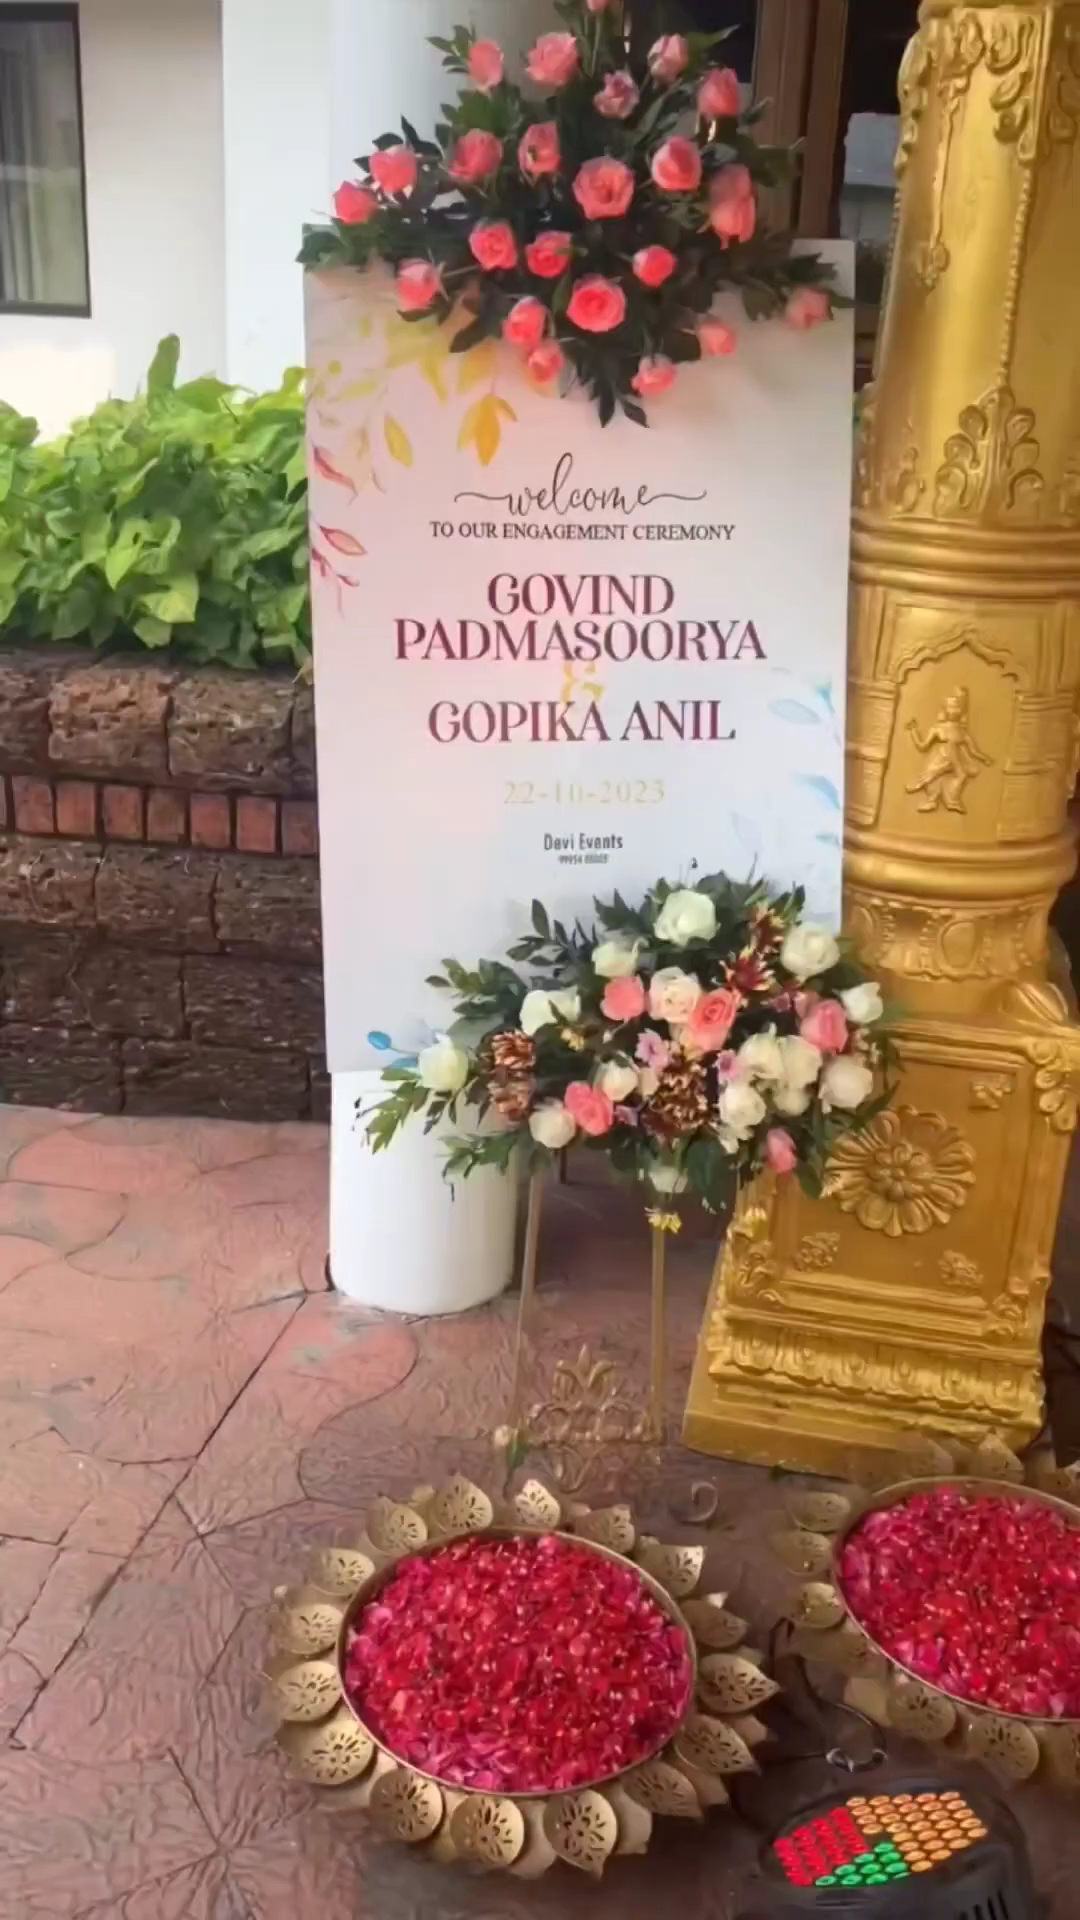 welcome
TO OUR ENGAGEMENT CEREMONY
GOVIND
PADMASOORYA
&
GOPIKA ANIL
22-10-2023
Devi Events